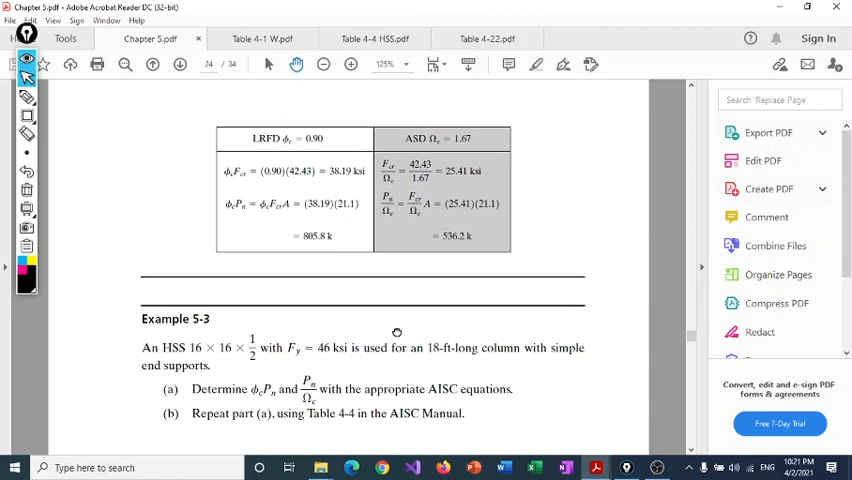 Chapter 5.pdf - Adobe Acrobat Reader DC (32-bit)
File Edit View Sign Window Help
Tools
Chapter 5.pdf ×
Table 4-1 W.pdf
Table 4-4 HSS.pdf
Table 4-22.pdf
Sign In
24 / 34
125%
LRFD ϕc = 0.90
ASD Ωc = 1.67
ϕcFcr = (0.90)(42.43) = 38.19 ksi
Fcr/Ωc = 42.43/1.67 = 25.41 ksi
ϕcPn = ϕcFcrA = (38.19)(21.1)
Pn/Ωc = Fcr/Ωc A = (25.41)(21.1)
= 805.8 k
= 536.2 k
Example 5-3
An HSS 16 × 16 × 1/2 with Fy = 46 ksi is used for an 18-ft-long column with simple
end supports.
(a) Determine ϕcPn and Pn/Ωc with the appropriate AISC equations.
(b) Repeat part (a), using Table 4-4 in the AISC Manual.
Search 'Replace Page'
Export PDF
Edit PDF
Create PDF
Comment
Combine Files
Organize Pages
Compress PDF
Redact
Convert, edit and e-sign PDF
forms & agreements
Free 7-Day Trial
Type here to search
ENG
10:21 PM
4/2/2021